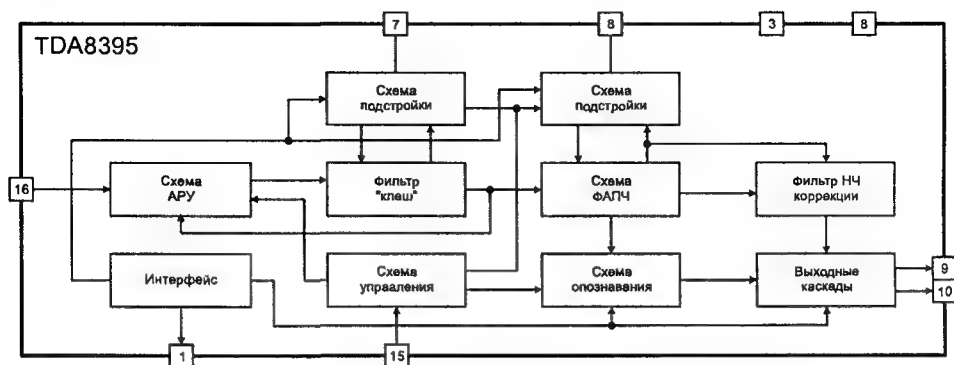 7
8
3
8
TDA8395
Схема
подстройки
Схема
подстройки
16
Схема
АРУ
Фильтр
"клеш"
Схема
ФАПЧ
Фильтр НЧ
коррекции
Интерфейс
Схема
упрааления
Схема
опознавания
Выходные
каскады
9
10
1
15